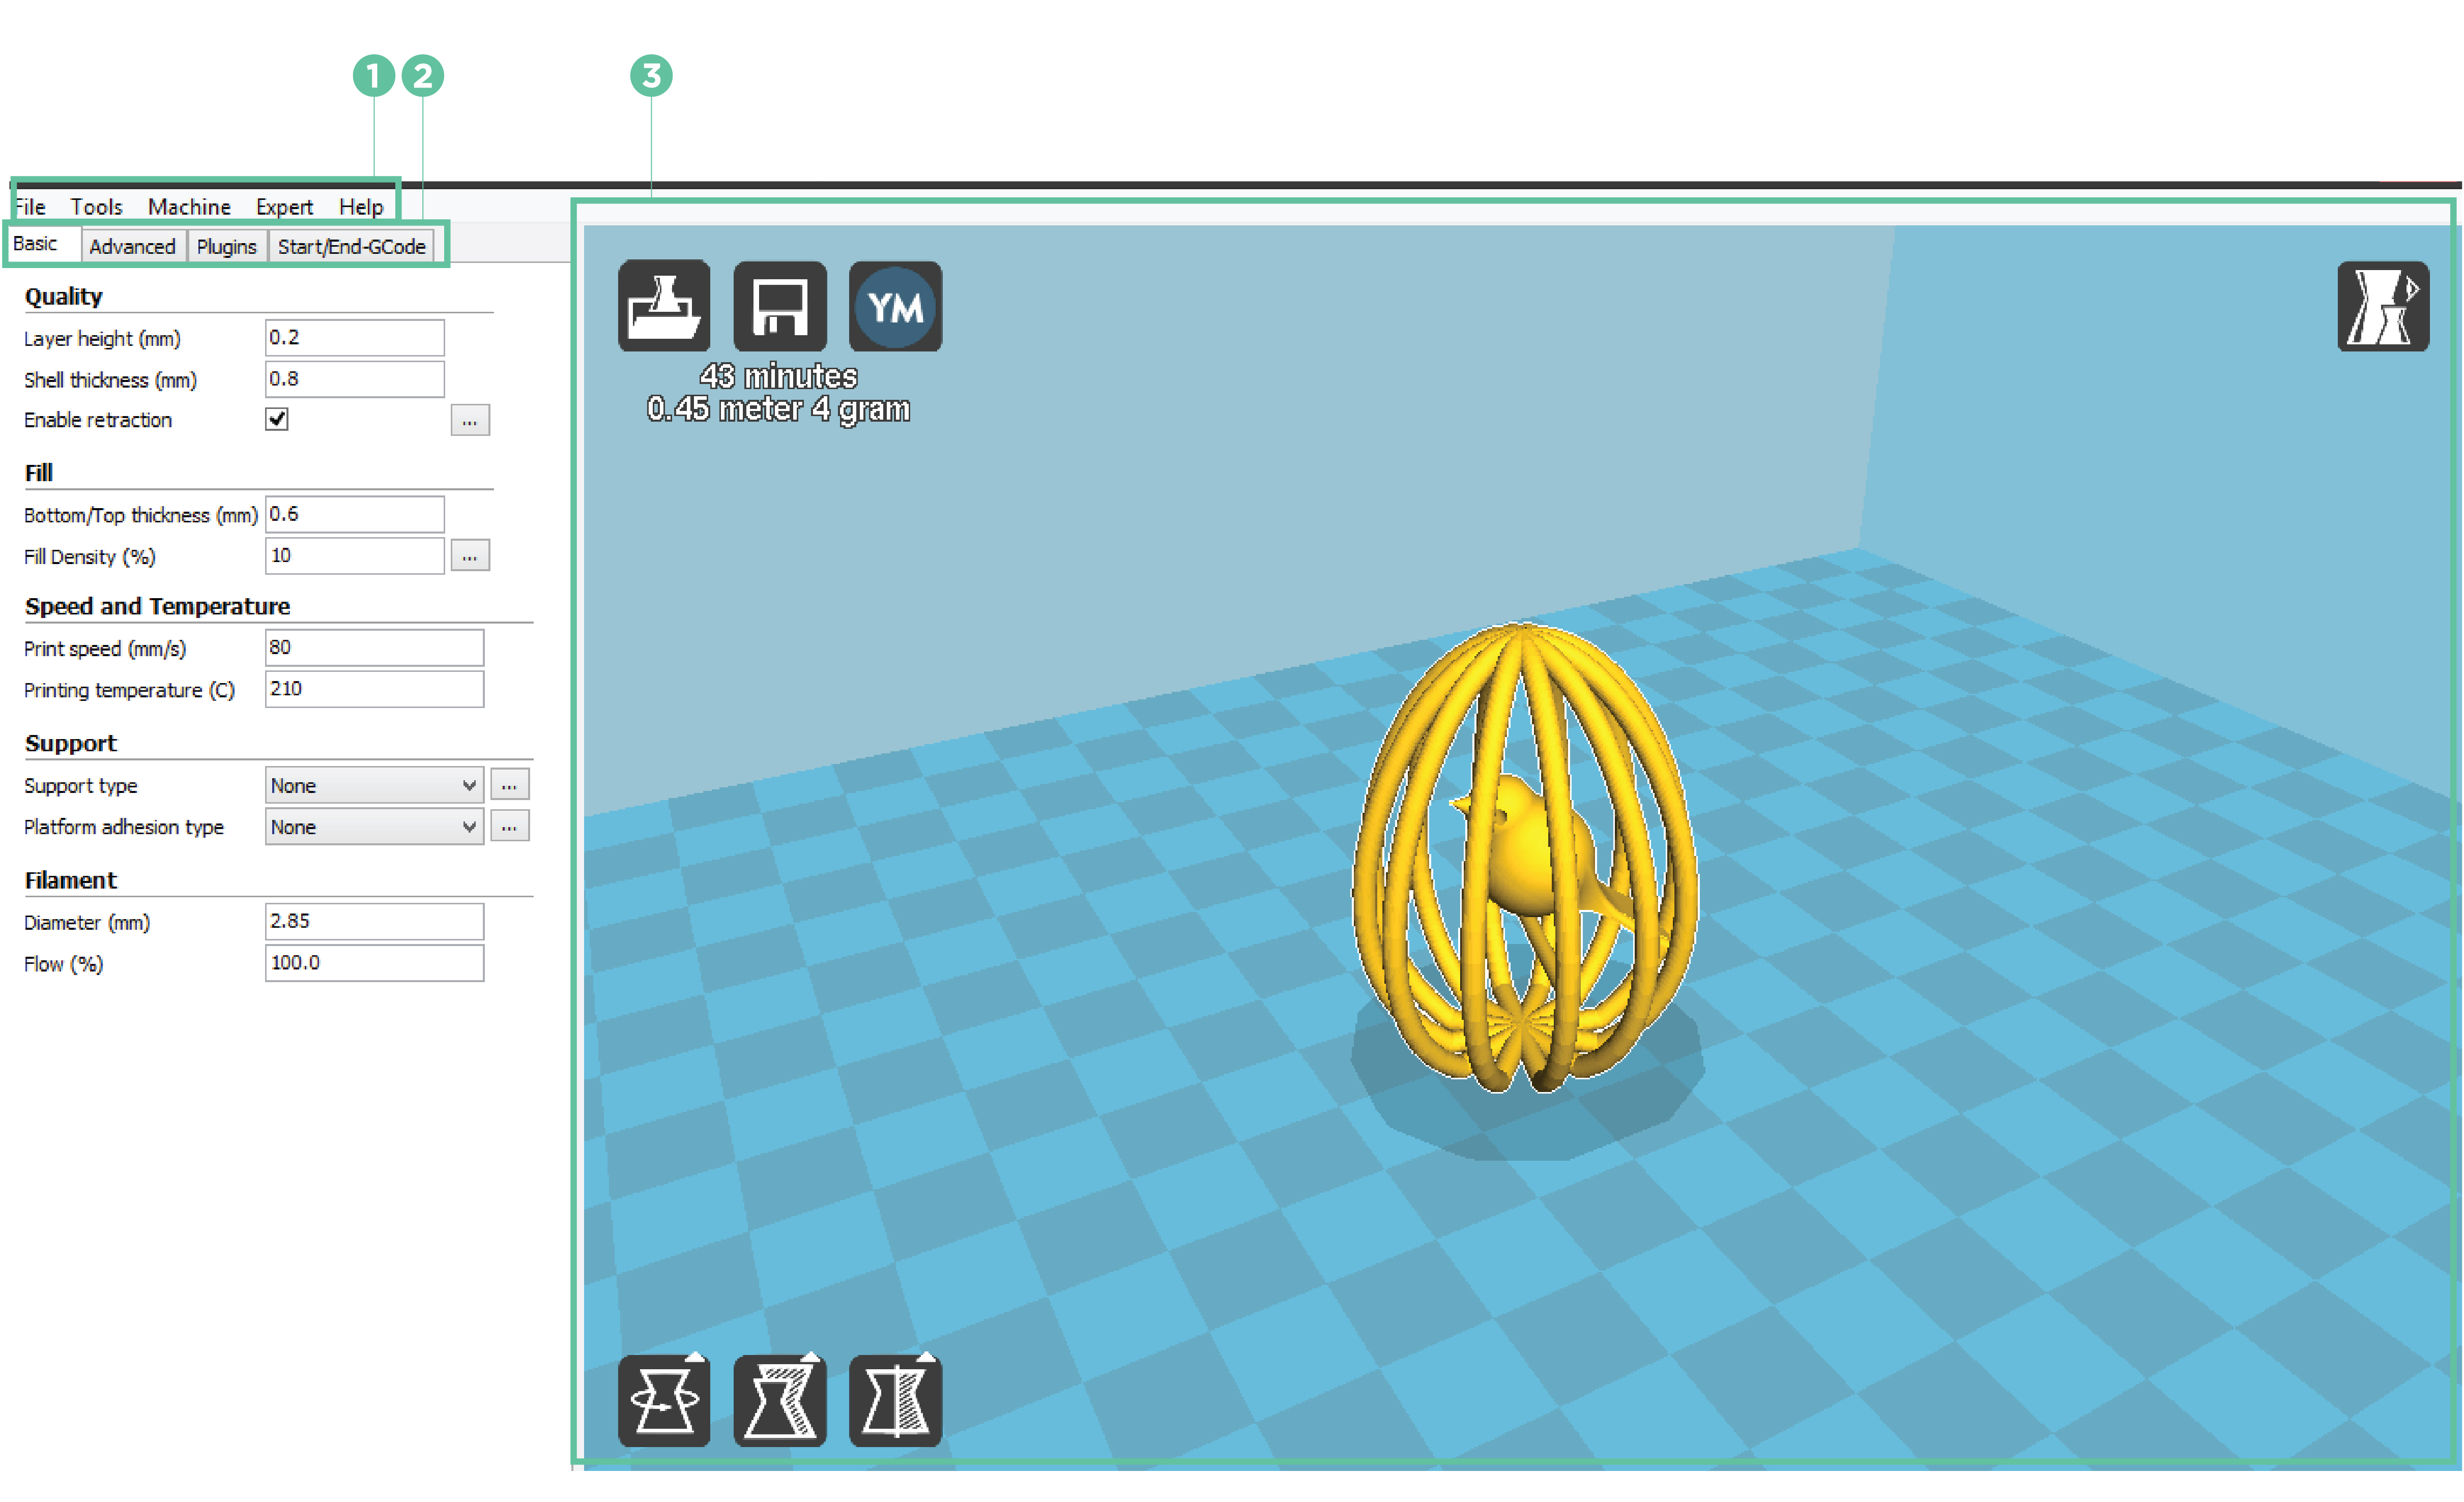 1 2 3
File Tools Machine Expert Help
Basic Advanced Plugins Start/End-GCode
Quality
Layer height (mm) 0.2
Shell thickness (mm) 0.8
Enable retraction ...
Fill
Bottom/Top thickness (mm) 0.6
Fill Density (%) 10 ...
Speed and Temperature
Print speed (mm/s) 80
Printing temperature (C) 210
Support
Support type None ...
Platform adhesion type None ...
Filament
Diameter (mm) 2.85
Flow (%) 100.0
YM
43 minutes
0.45 meter 4 gram